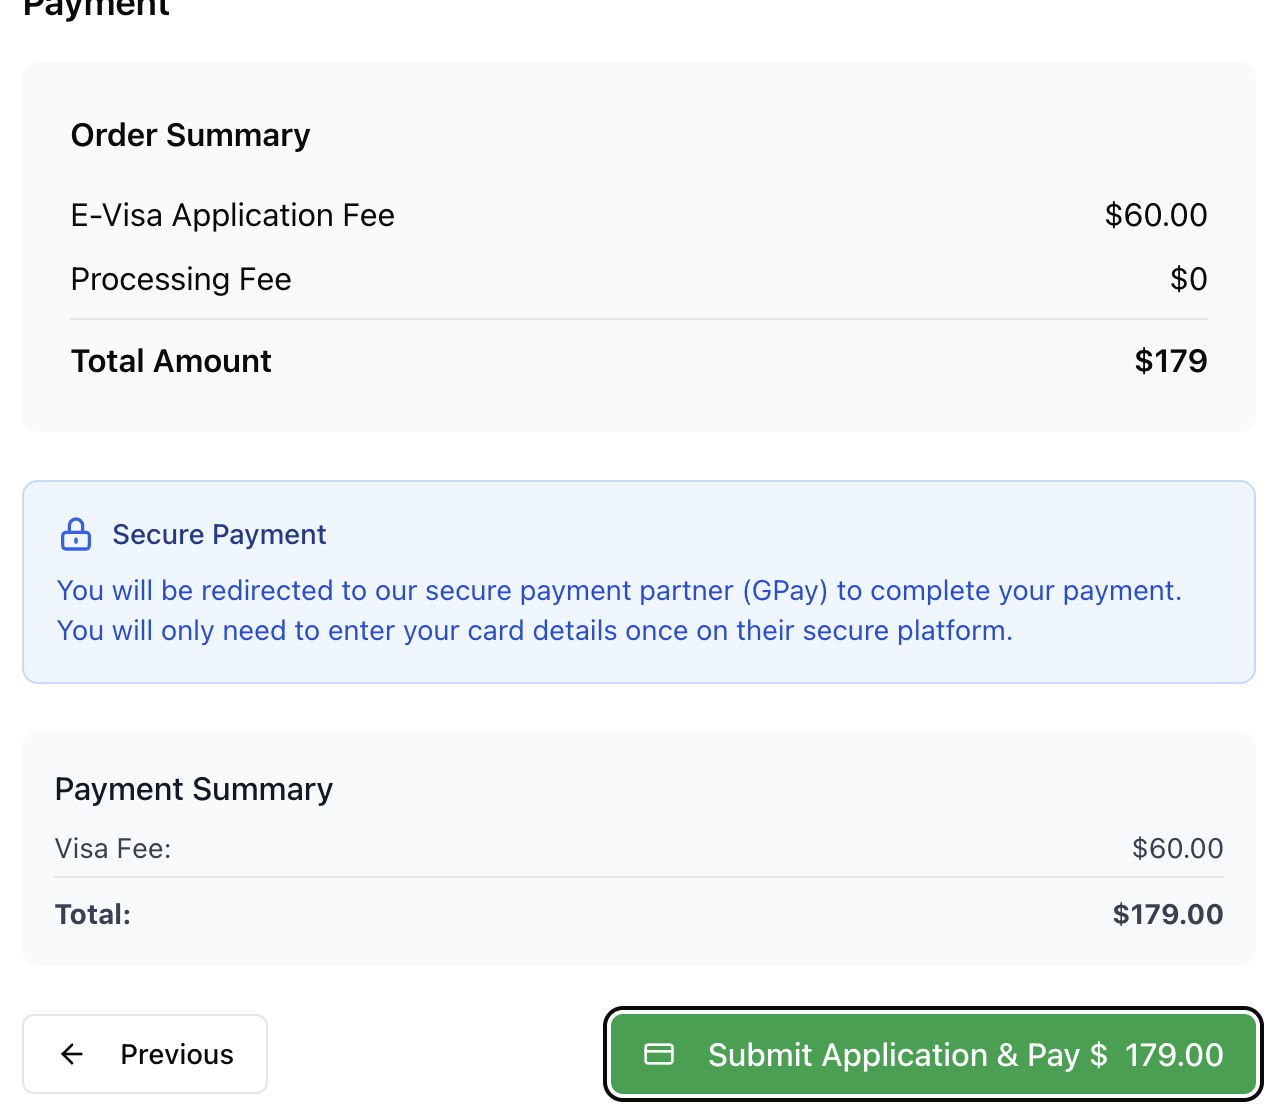 Payment
Order Summary
E-Visa Application Fee $60.00
Processing Fee $0
Total Amount $179
Secure Payment
You will be redirected to our secure payment partner (GPay) to complete your payment.
You will only need to enter your card details once on their secure platform.
Payment Summary
Visa Fee: $60.00
Total: $179.00
Previous Submit Application & Pay $ 179.00